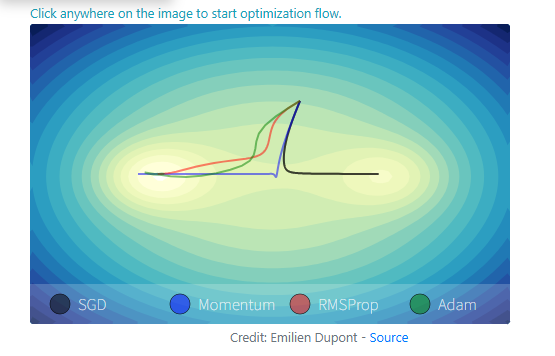 Click anywhere on the image to start optimization flow.
SGD Momentum RMSProp Adam
Credit: Emilien Dupont - Source